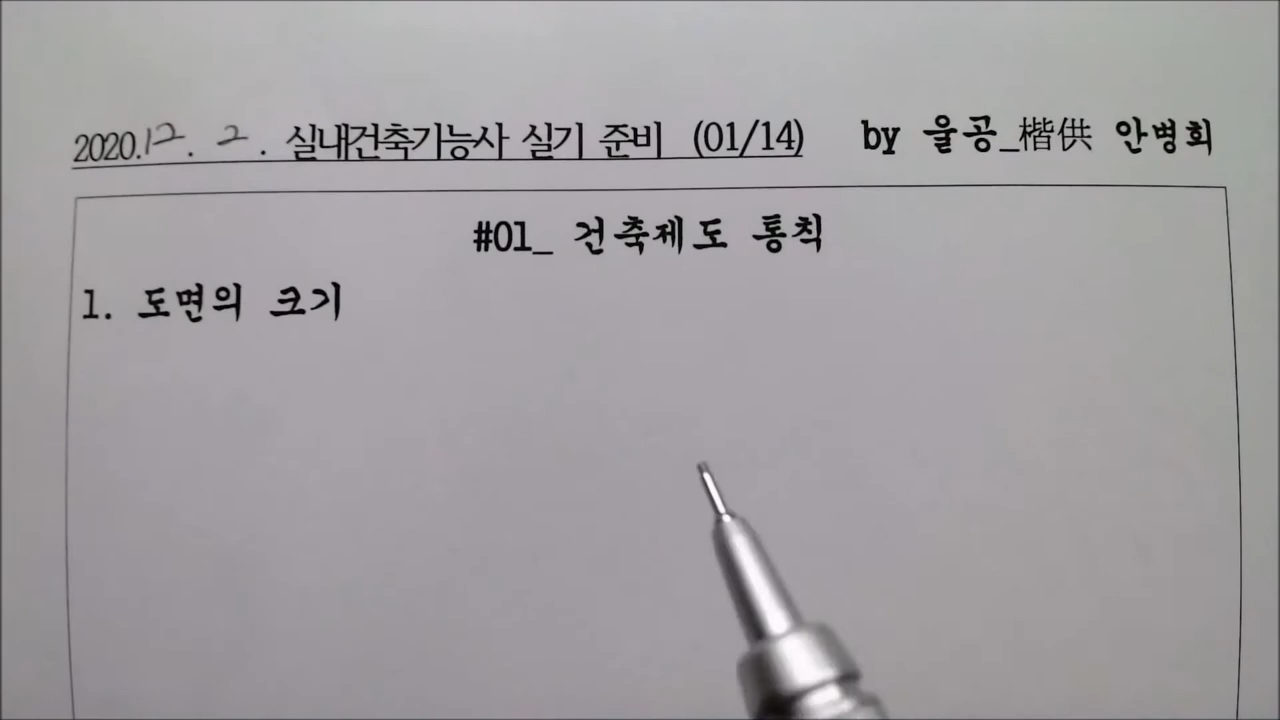 2020.12.2. 실내건축기능사 실기 준비 (01/14) by 율공_楷供 안병회
#01_ 건축제도 통칙
1. 도면의 크기